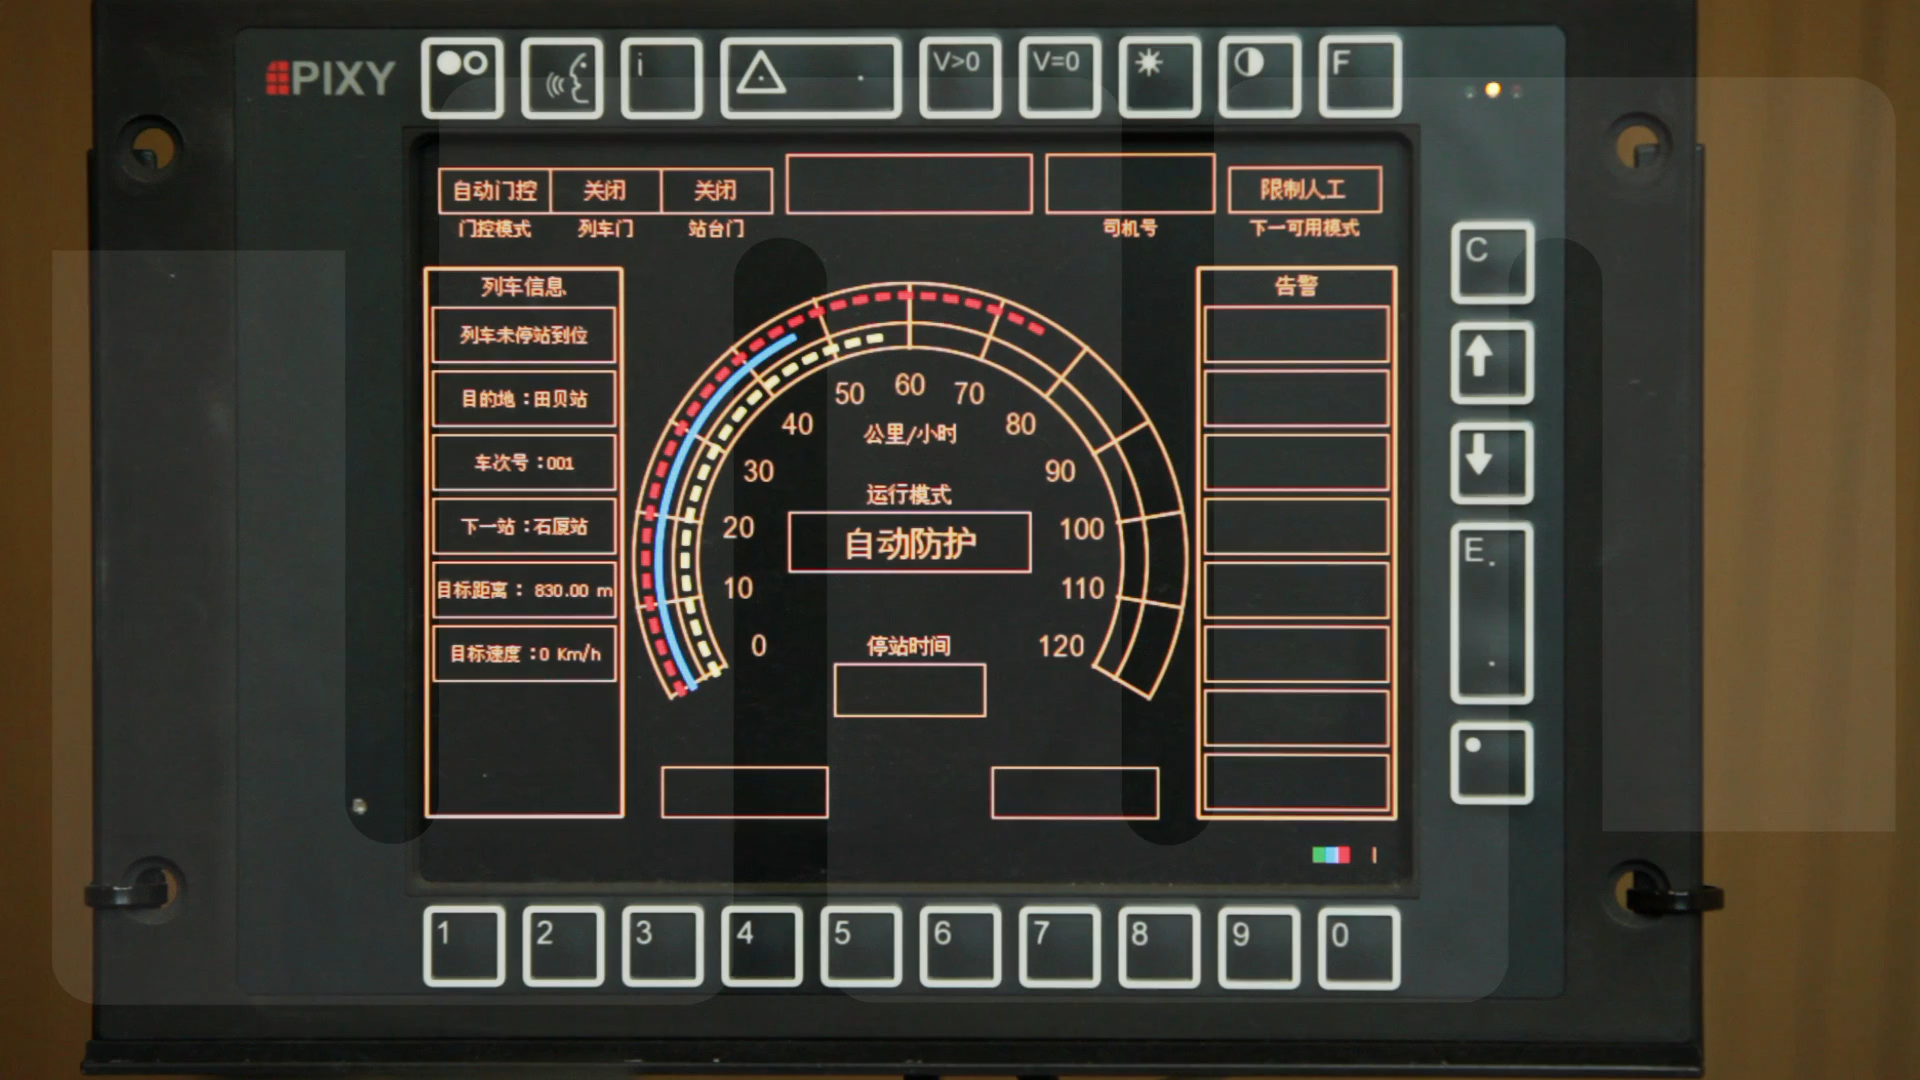 PIXY
i
V>0
V=0
F
自动门控 关闭 关闭
限制人工
门控模式 列车门 站台门 司机号 下一可用模式
列车信息
列车未停站到位
目的地:田贝站
车次号:001
下一站:石厦站
目标距离: 830.00 m
目标速度:0 Km/h
0
10
20
30
40
50
60
70
80
90
100
110
120
公里/小时
运行模式
自动防护
停站时间
告警
C
E.
1 2 3 4 5 6 7 8 9 0